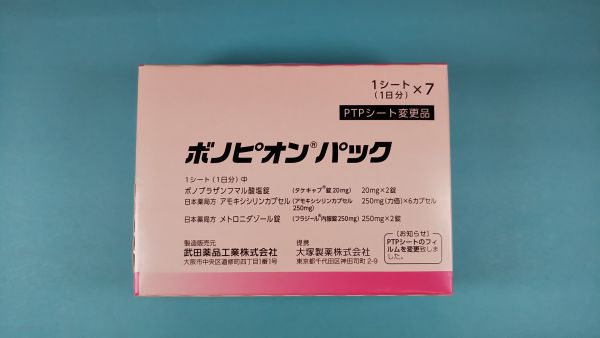 1シート
(1日分)
×7
PTPシート変更品
ボノピオン®パック
1シート(1日分)中
ボノプラザンフマル酸塩錠 (タケキャブ®錠20mg) 20mg×2錠
日本薬局方 アモキシシリンカプセル (アモキシシリンカプセル 250mg(力価)×6カプセル
250mg)
日本薬局方 メトロニダゾール錠 (フラジール®内服錠250mg) 250mg×2錠
製造販売元 提携
武田薬品工業株式会社 大塚製薬株式会社
大阪市中央区道修町四丁目1番1号 東京都千代田区神田司町2-9
〔お知らせ〕
PTPシートのフィ
ルムを変更致しま
した。